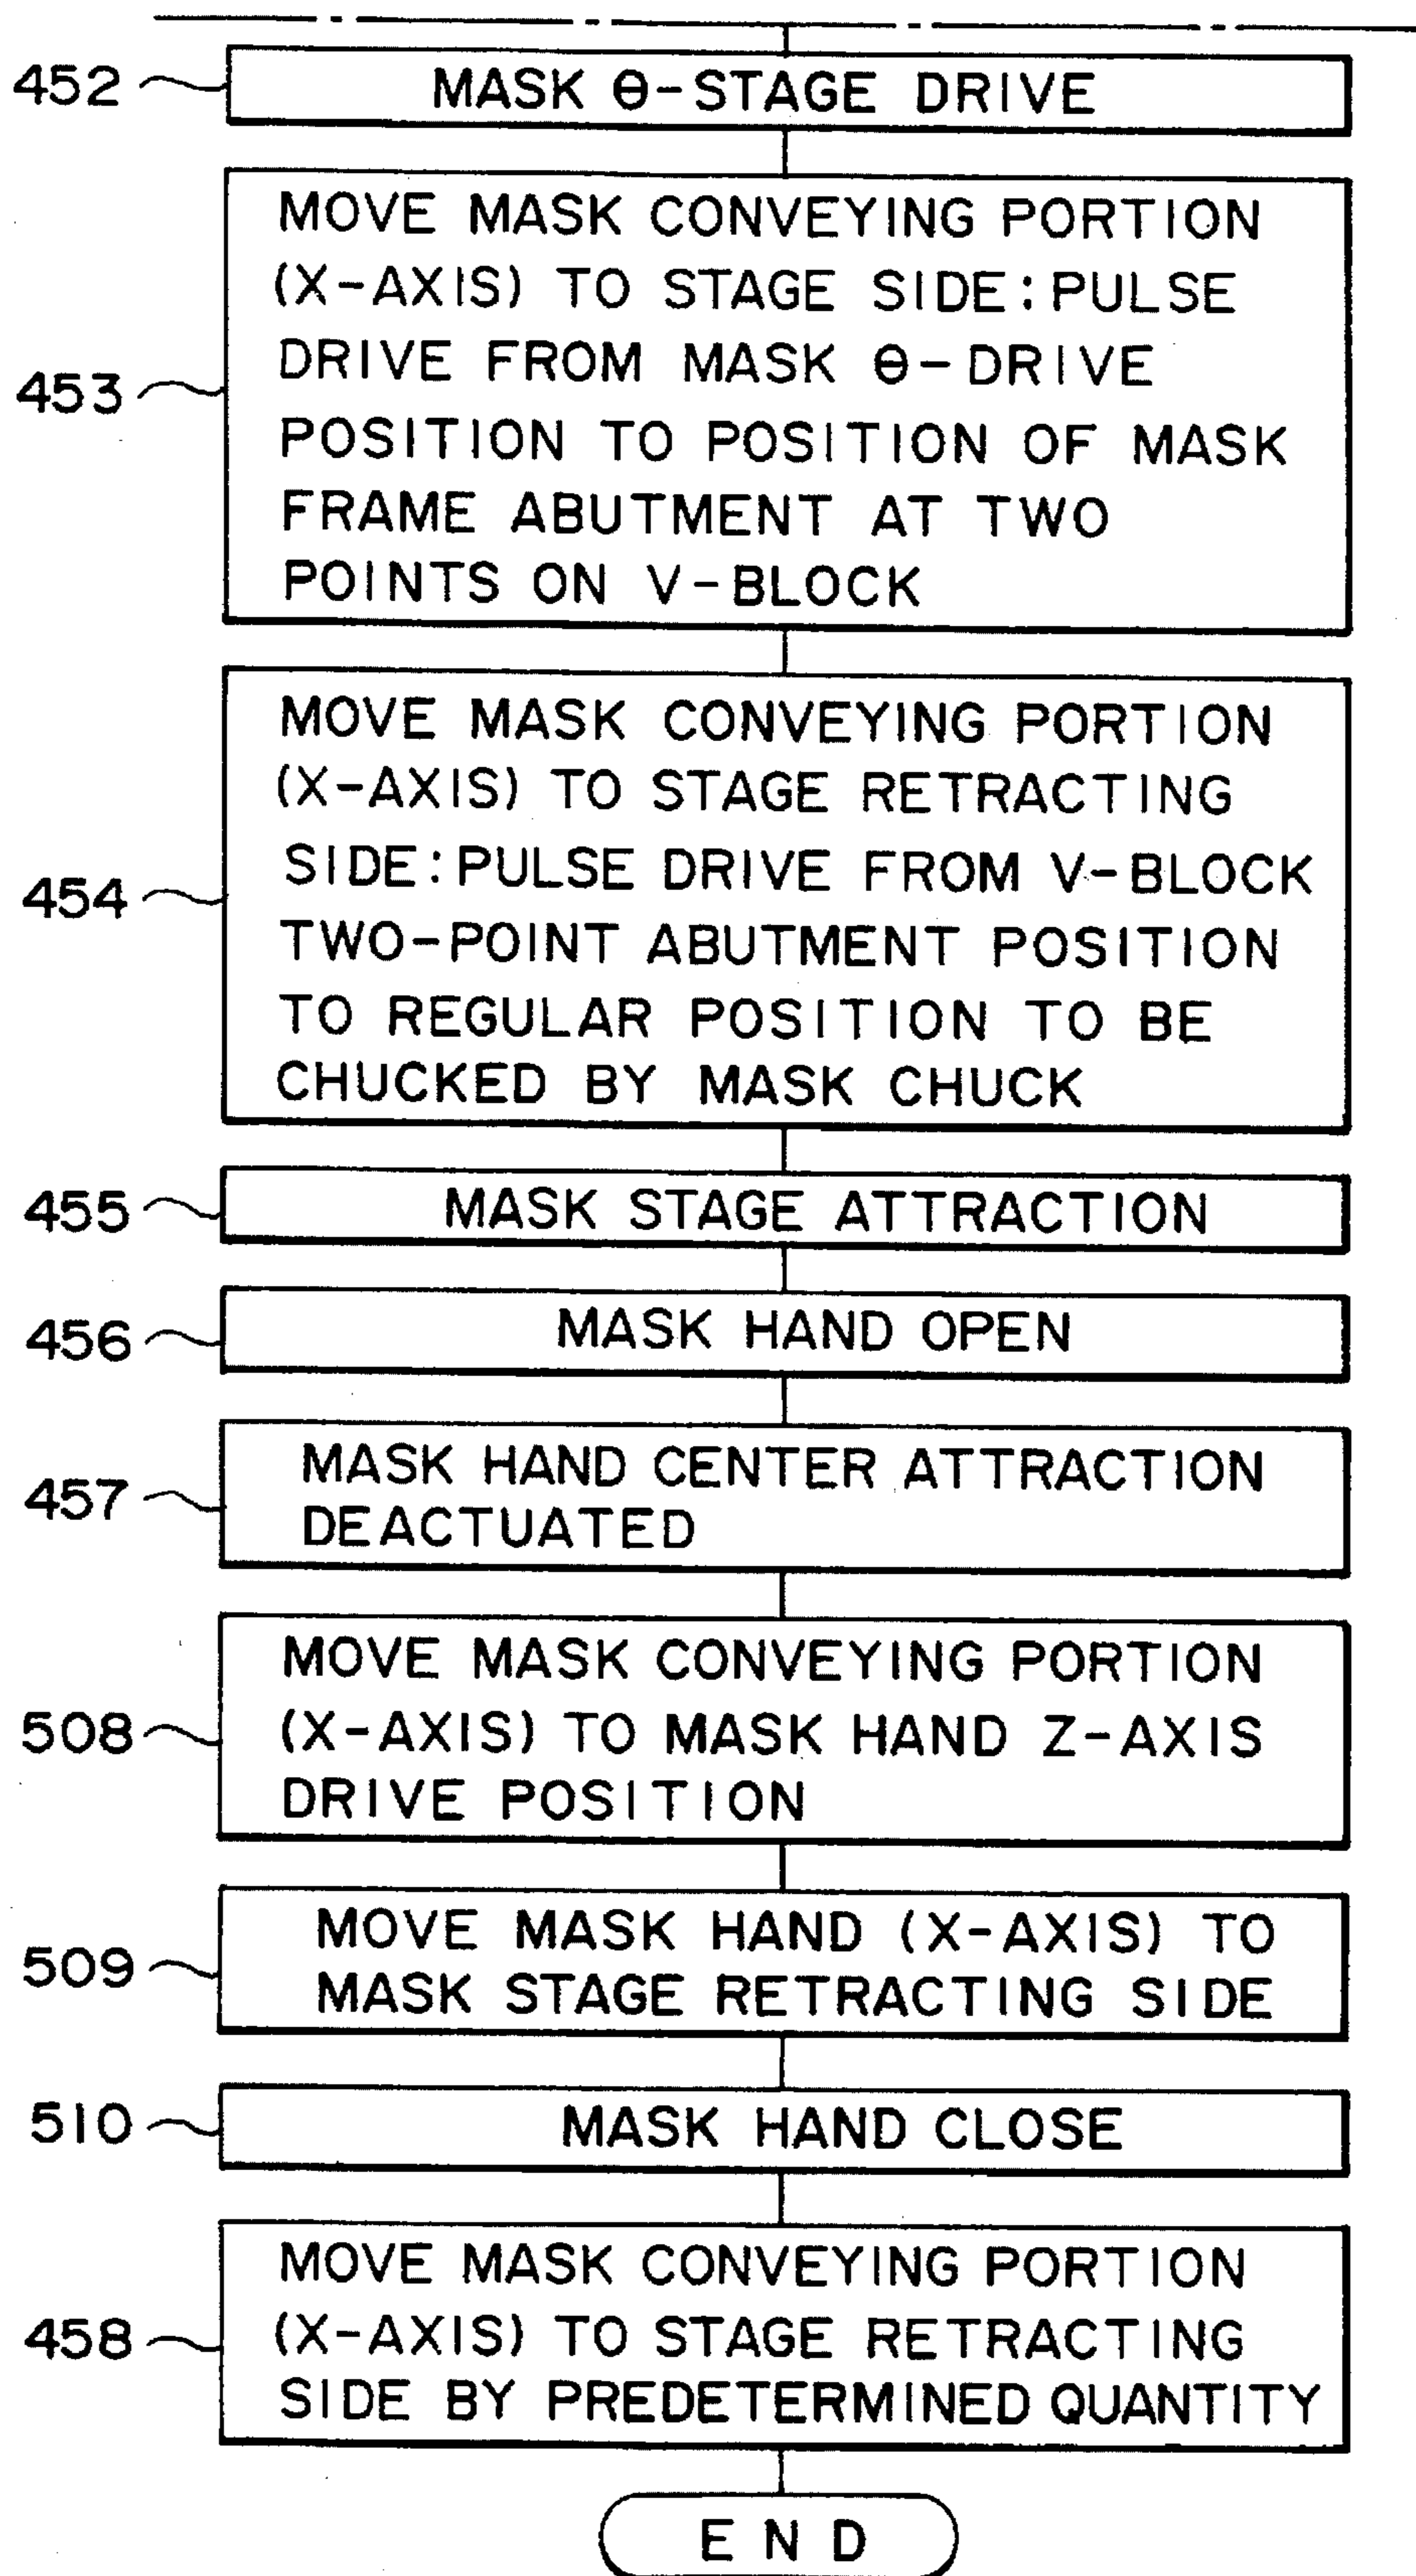 452
MASK Θ-STAGE DRIVE
453
MOVE MASK CONVEYING PORTION
(X-AXIS) TO STAGE SIDE: PULSE
DRIVE FROM MASK Θ-DRIVE
POSITION TO POSITION OF MASK
FRAME ABUTMENT AT TWO
POINTS ON V-BLOCK
454
MOVE MASK CONVEYING PORTION
(X-AXIS) TO STAGE RETRACTING
SIDE: PULSE DRIVE FROM V-BLOCK
TWO-POINT ABUTMENT POSITION
TO REGULAR POSITION TO BE
CHUCKED BY MASK CHUCK
455
MASK STAGE ATTRACTION
456
MASK HAND OPEN
457
MASK HAND CENTER ATTRACTION
DEACTUATED
508
MOVE MASK CONVEYING PORTION
(X-AXIS) TO MASK HAND Z-AXIS
DRIVE POSITION
509
MOVE MASK HAND (X-AXIS) TO
MASK STAGE RETRACTING SIDE
510
MASK HAND CLOSE
458
MOVE MASK CONVEYING PORTION
(X-AXIS) TO STAGE RETRACTING
SIDE BY PREDETERMINED QUANTITY
END